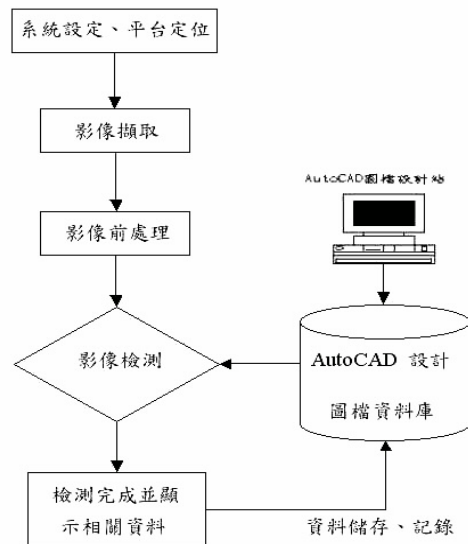 系統設定、平台定位
影像擷取
影像前處理
AutoCAD圖檔設計站
影像檢測
AutoCAD 設計
圖檔資料庫
檢測完成並顯
示相關資料
資料儲存、記錄